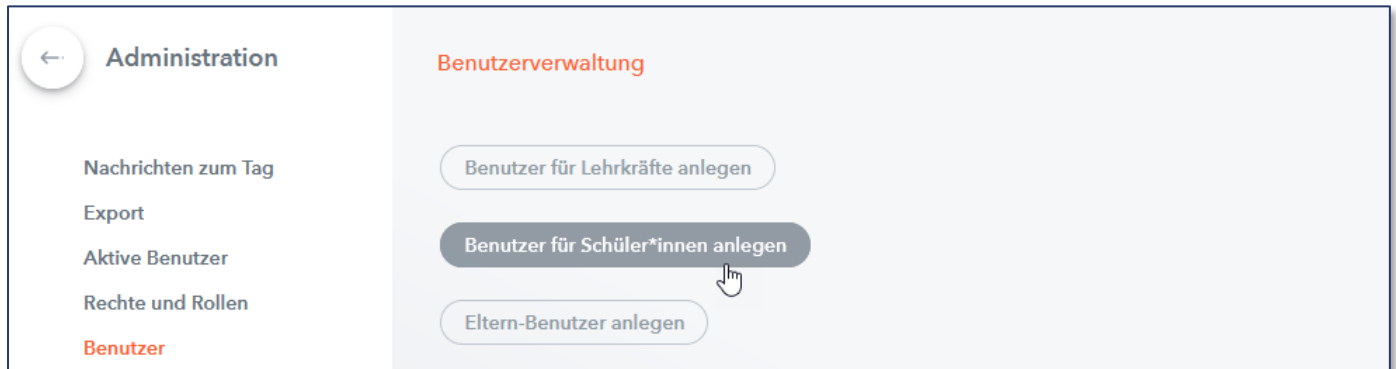 Administration
Nachrichten zum Tag
Export
Aktive Benutzer
Rechte und Rollen
Benutzer
Benutzerverwaltung
Benutzer für Lehrkräfte anlegen
Benutzer für Schüler*innen anlegen
Eltern-Benutzer anlegen